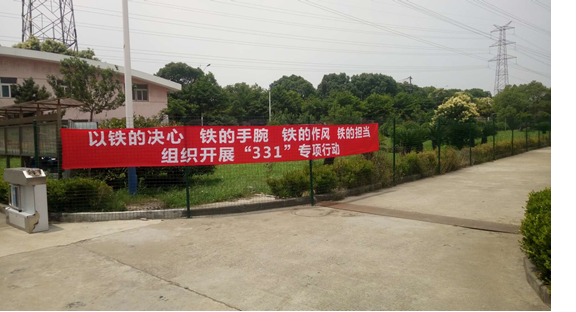 以铁的决心 铁的手腕 铁的作风 铁的担当
组织开展“331”专项行动